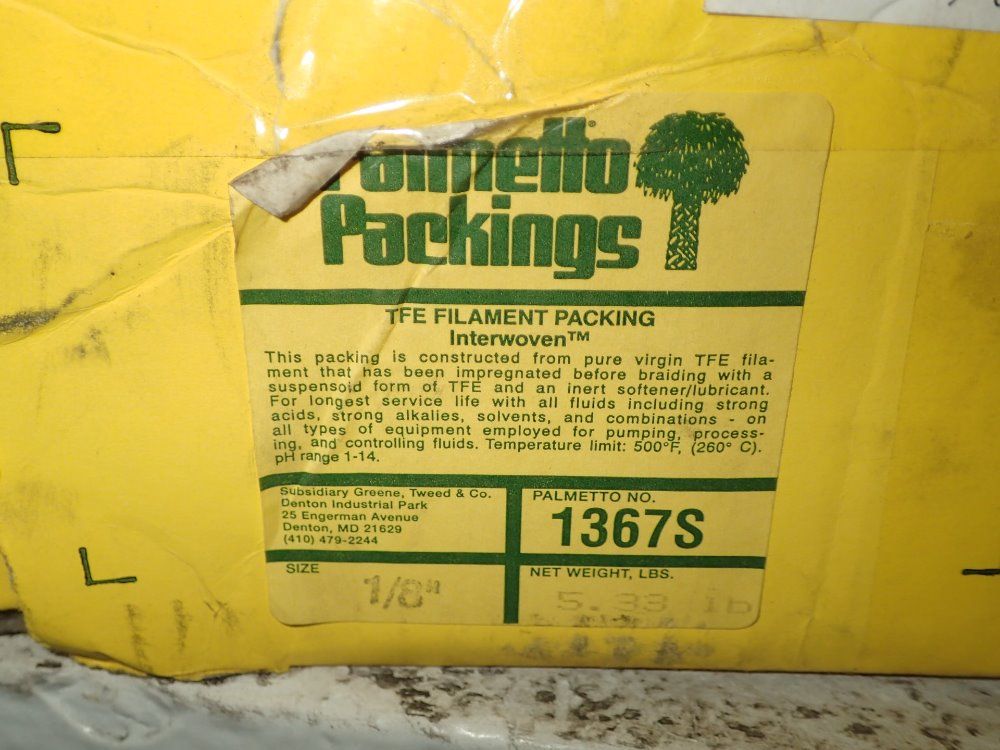 Palmetto
Packings
TFE FILAMENT PACKING
Interwoven™
This packing is constructed from pure virgin TFE fila-
ment that has been impregnated before braiding with a
suspensoid form of TFE and an inert softener/lubricant.
For longest service life with all fluids including strong
acids, strong alkalies, solvents, and combinations - on
all types of equipment employed for pumping, process-
ing, and controlling fluids. Temperature limit: 500°F, (260° C).
pH range 1-14.
Subsidiary Greene, Tweed & Co.
Denton Industrial Park
25 Engerman Avenue
Denton, MD 21629
(410) 479-2244
PALMETTO NO.
1367S
SIZE
1/8"
NET WEIGHT, LBS.
5.33 lb